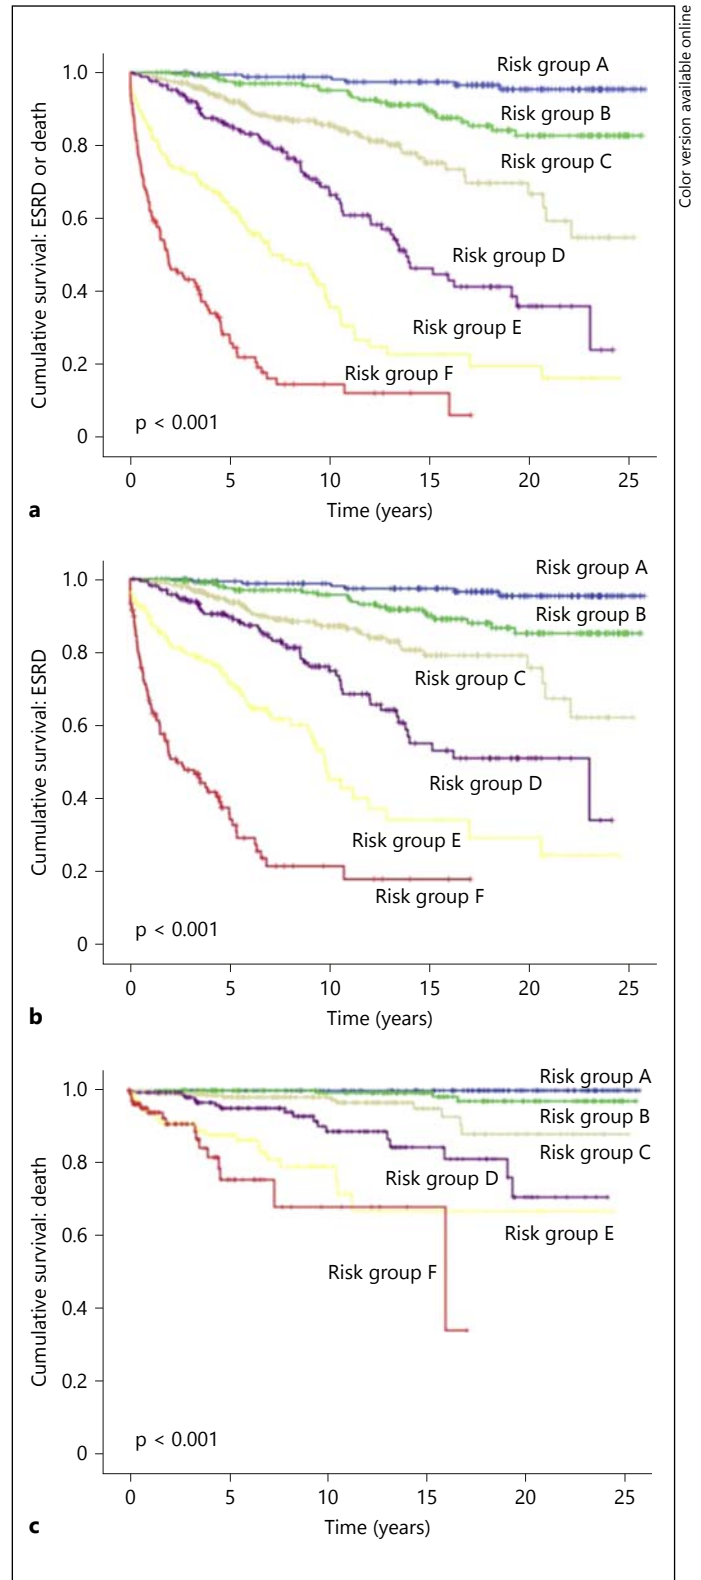 Color version available online
Risk group A
1.0
Risk group B
0.8
Risk group C
0.6
Risk group D
0.4
Risk group E
0.2
Risk group F
p < 0.001
0
Cumulative survival: ESRD or death
0 5 10 15 20 25
Time (years)
a
Risk group A
1.0
Risk group B
0.8
Risk group C
0.6
Risk group D
0.4
Risk group E
0.2
Risk group F
p < 0.001
0
Cumulative survival: ESRD
0 5 10 15 20 25
Time (years)
b
Risk group A
1.0
Risk group B
Risk group C
0.8
Risk group D
Risk group E
0.6
Risk group F
0.4
0.2
p < 0.001
0
Cumulative survival: death
0 5 10 15 20 25
Time (years)
c